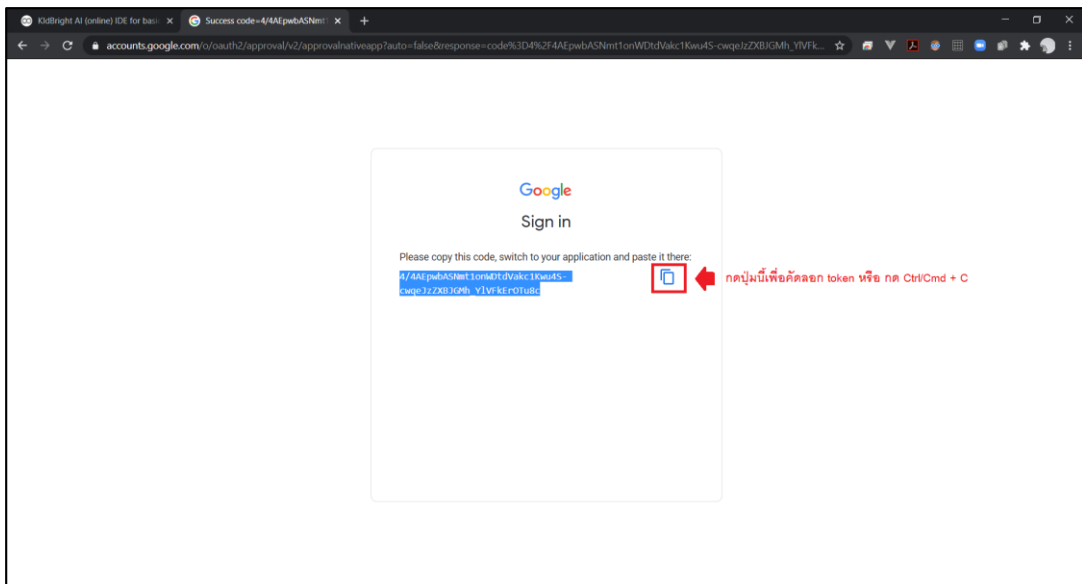 KidBright AI (online) IDE for basic
Success code=4/4AEpwbASNmt1
accounts.google.com/o/oauth2/approval/v2/approvalnativeapp?auto=false&response=code%3D4%2F4AEpwbASNmt1onWDtdVakc1Kwu4S-cwqeJzZXBJGMh_YlVFk...
Google
Sign in
Please copy this code, switch to your application and paste it there:
4/4AEpwbASNmt1onWDtdVakc1Kwu4S-
cwqeJzZXBJGMh_YlVFkErOTu8c
กดปุ่มนี้เพื่อคัดลอก token หรือ กด Ctrl/Cmd + C